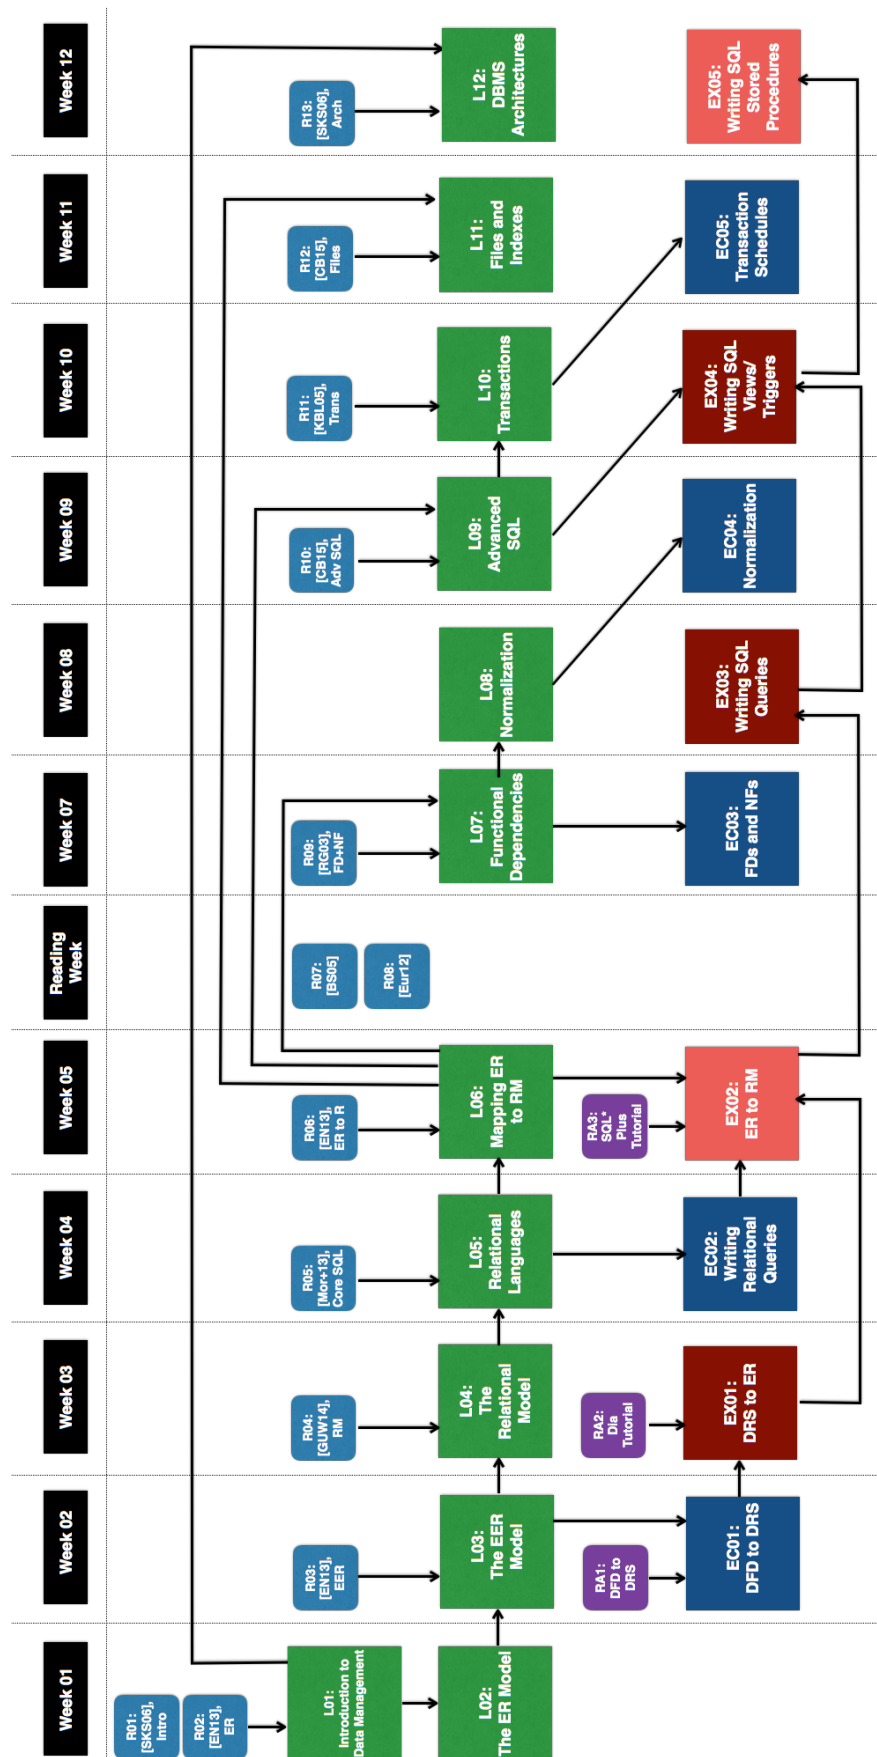 Week 01
Week 02
Week 03
Week 04
Week 05
Reading
Week
Week 07
Week 08
Week 09
Week 10
Week 11
Week 12
R01:
[SKS06],
Intro
R02:
[EN13],
ER
L01:
Introduction to
Data Management
L02:
The ER Model
R03:
[EN13],
EER
L03:
The EER
Model
RA1:
DFD to
DRS
EC01:
DFD to DRS
R04:
[GUW14],
RM
L04:
The
Relational
Model
RA2:
Dia
Tutorial
EX01:
DRS to ER
R05:
[Mor+13],
Core SQL
L05:
Relational
Languages
EC02:
Writing
Relational
Queries
R06:
[EN13],
ER to R
L06:
Mapping ER
to RM
RA3:
SQL*
Plus
Tutorial
EX02:
ER to RM
R07:
[BS05]
R08:
[Eur12]
R09:
[RG03],
FD+NF
L07:
Functional
Dependencies
EC03:
FDs and NFs
L08:
Normalization
EX03:
Writing SQL
Queries
R10:
[CB15],
Adv SQL
L09:
Advanced
SQL
EC04:
Normalization
R11:
[KBL05],
Trans
L10:
Transactions
EX04:
Writing SQL
Views/
Triggers
R12:
[CB15],
Files
L11:
Files and
Indexes
EC05:
Transaction
Schedules
R13:
[SKS06],
Arch
L12:
DBMS
Architectures
EX05:
Writing SQL
Stored
Procedures